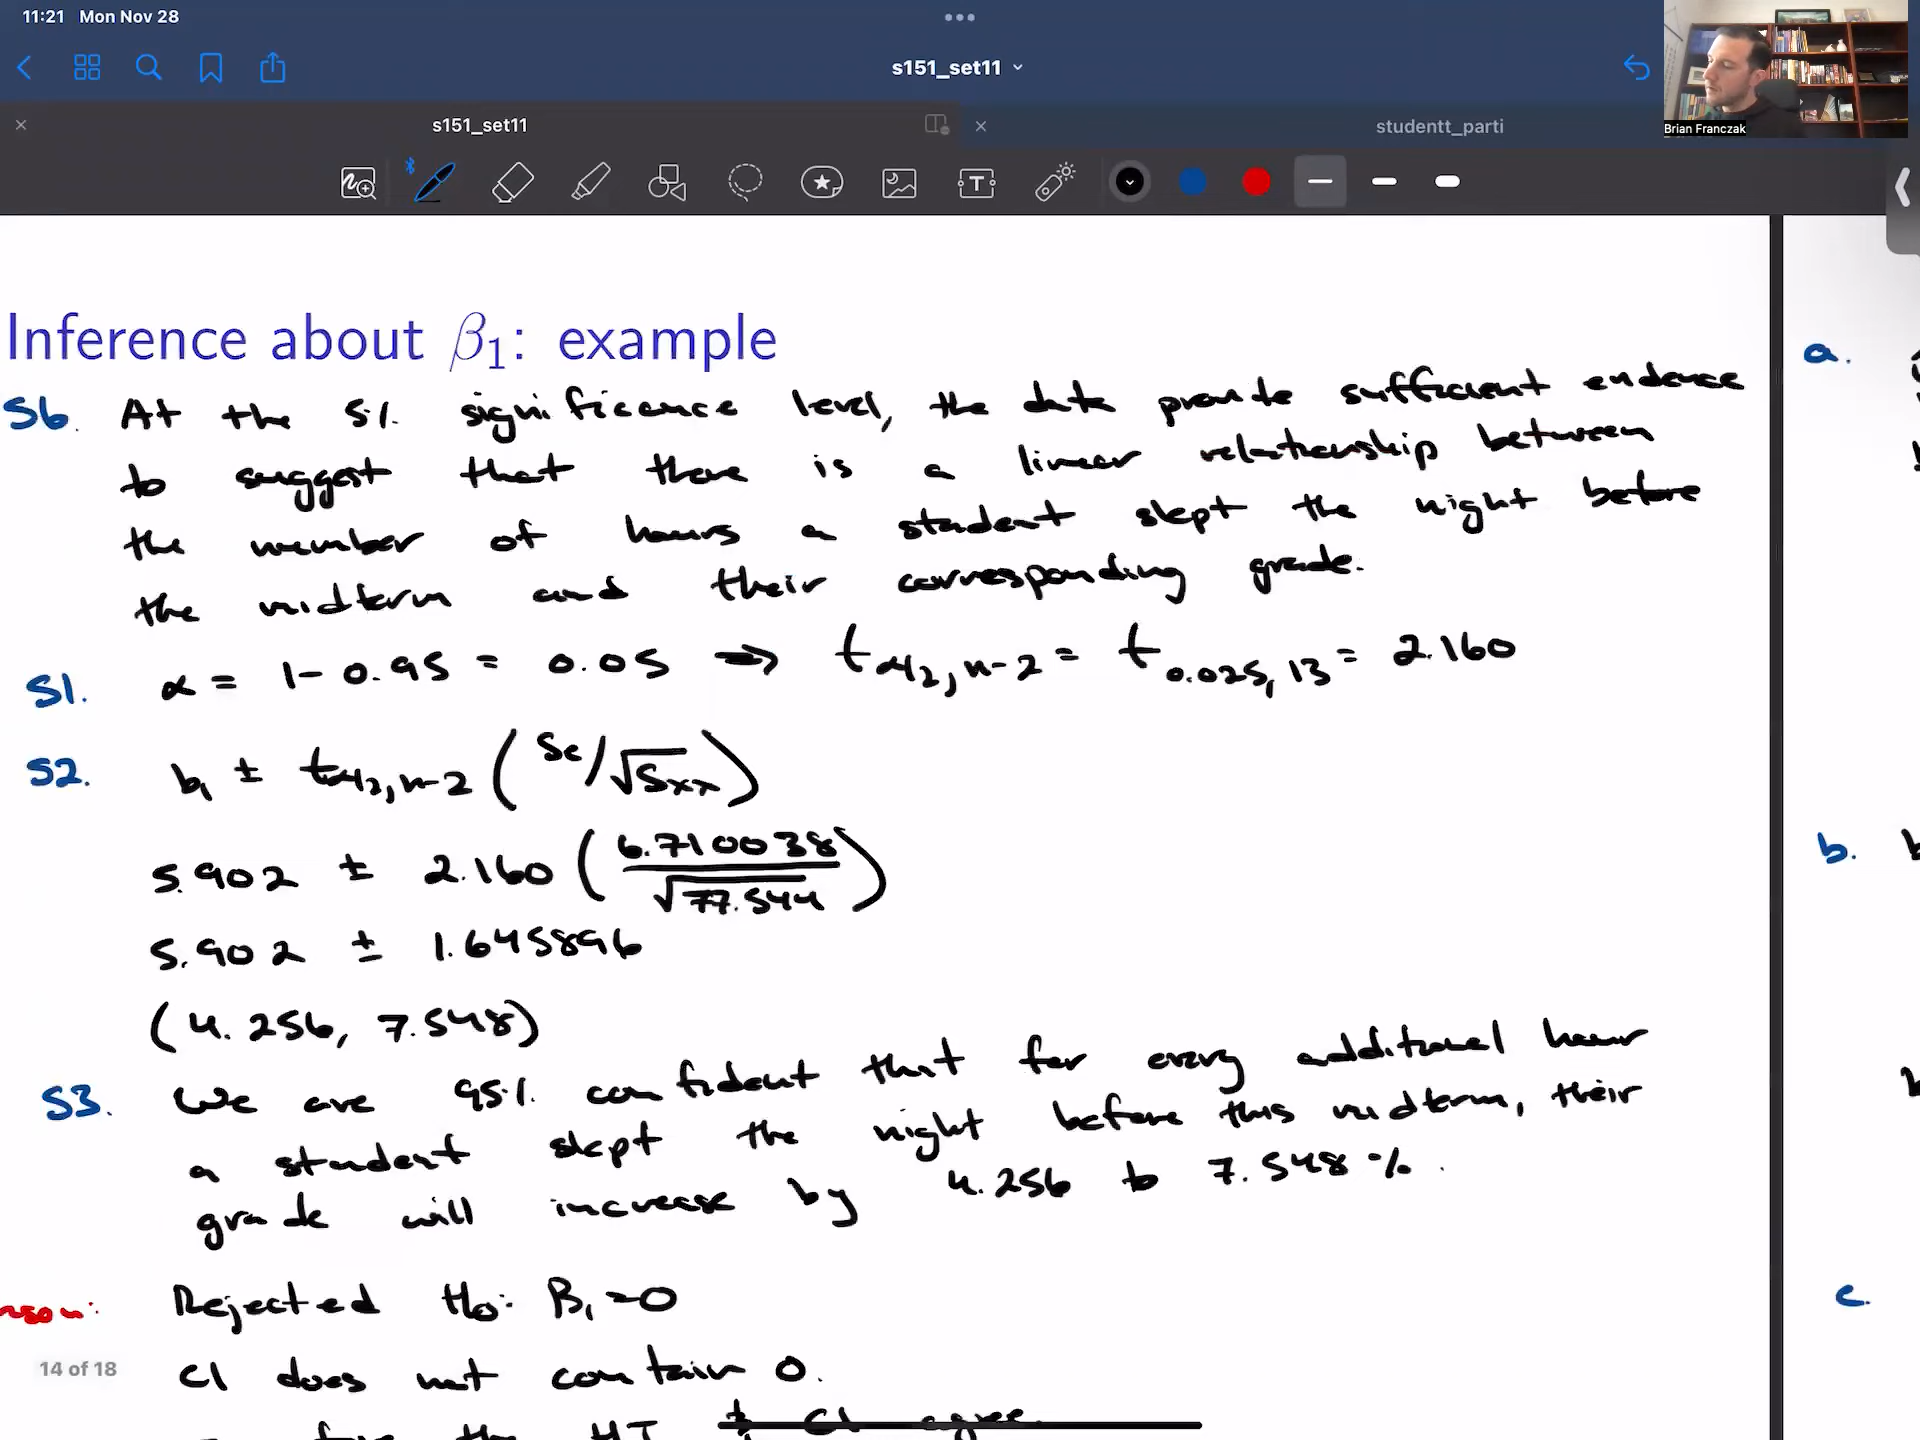 11:21 Mon Nov 28
s151_set11
s151_set11
studentt_parti
Brian Franczak
Inference about β₁: example
S6. At the 5% significance level, the data provide sufficient evidence
to suggest that there is a linear relationship between
the number of hours a student slept the night before
the midterm and their corresponding grade.
S1. α = 1 - 0.95 = 0.05 ⇒ t α/2, n-2 = t 0.025, 13 = 2.160
S2. b₁ ± t α/2, n-2 (Se/√Sxx)
5.902 ± 2.160 (6.710038/√77.544)
5.902 ± 1.645896
(4.256, 7.548)
S3. We are 95% confident that for every additional hour
a student slept the night before this midterm, their
grade will increase by 4.256 to 7.548%.
Rejected H₀: B₁=0
14 of 18
CI does not contain 0.
the HT & CI agree.
a.
b.
c.